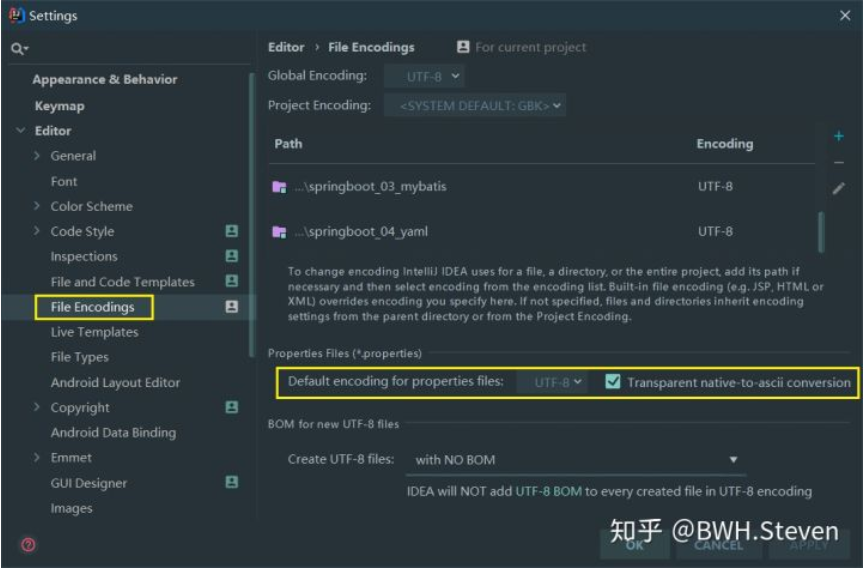 Settings
Editor › File Encodings For current project
Global Encoding: UTF-8
Project Encoding: <SYSTEM DEFAULT: GBK>
Path Encoding
...\springboot_03_mybatis UTF-8
...\springboot_04_yaml UTF-8
To change encoding IntelliJ IDEA uses for a file, a directory, or the entire project, add its path if
necessary and then select encoding from the encoding list. Built-in file encoding (e.g. JSP, HTML or
XML) overrides encoding you specify here. If not specified, files and directories inherit encoding
settings from the parent directory or from the Project Encoding.
Properties Files (*.properties)
Default encoding for properties files: UTF-8 Transparent native-to-ascii conversion
BOM for new UTF-8 files
Create UTF-8 files: with NO BOM
IDEA will NOT add UTF-8 BOM to every created file in UTF-8 encoding
Appearance & Behavior
Keymap
Editor
General
Font
Color Scheme
Code Style
Inspections
File and Code Templates
File Encodings
Live Templates
File Types
Android Layout Editor
Copyright
Android Data Binding
Emmet
GUI Designer
Images
OK CANCEL APPLY
知乎 @BWH.Steven